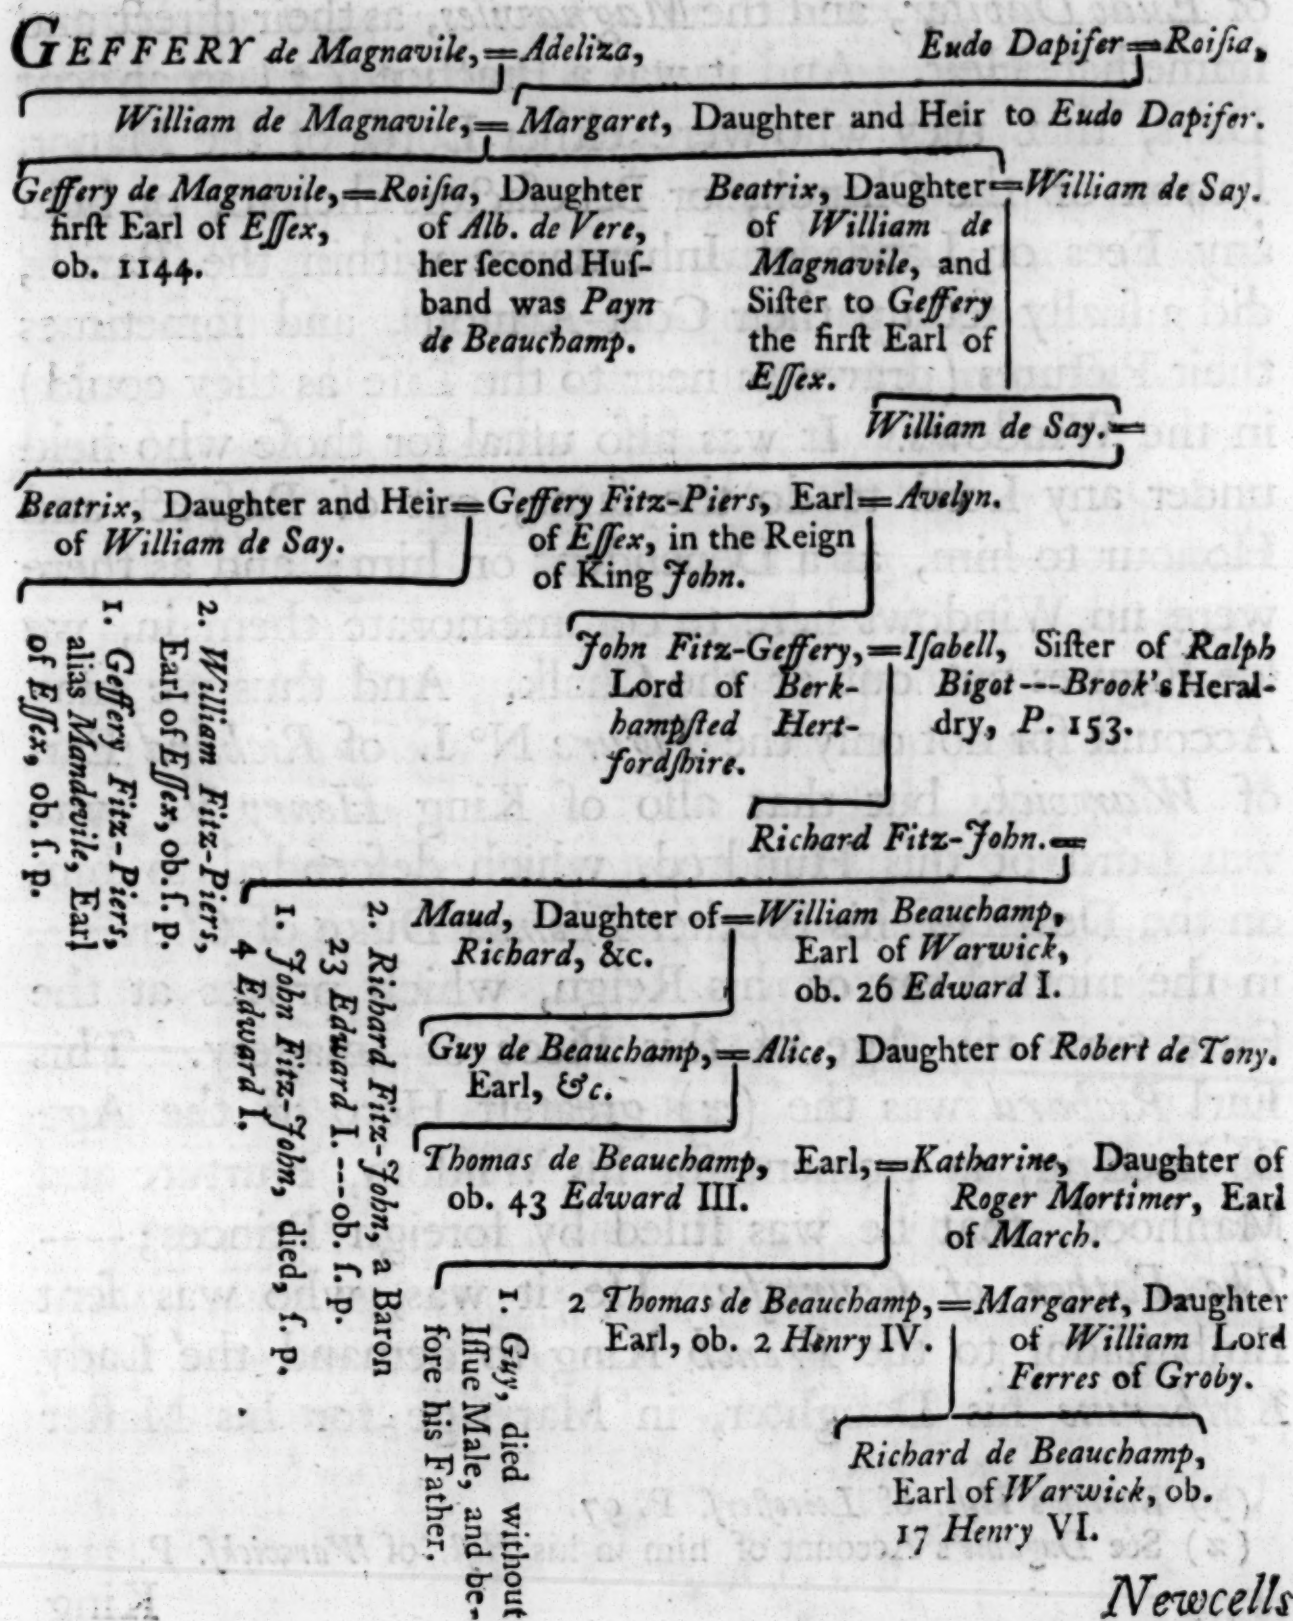 GEFFERY de Magnavile,=Adeliza, Eudo Dapifer=Roiſia,
William de Magnavile,=Margaret, Daughter and Heir to Eudo Dapifer.
Geffery de Magnavile,=Roiſia, Daughter
firſt Earl of Eſſex, of Alb. de Vere,
ob. 1144. her ſecond Huſ-
band was Payn
de Beauchamp.
Beatrix, Daughter=William de Say.
of William de
Magnavile, and
Siſter to Geffery
the firſt Earl of
Eſſex.
William de Say.=
Beatrix, Daughter and Heir=Geffery Fitz-Piers, Earl=Avelyn.
of William de Say. of Eſſex, in the Reign
of King John.
1. Geffery Fitz-Piers,
alias Mandevile, Earl
of Eſſex, ob. ſ. p.
2. William Fitz-Piers,
Earl of Eſſex, ob. ſ. p.
John Fitz-Geffery,=Iſabell, Siſter of Ralph
Lord of Berk- Bigot---Brook's Heral-
hampſted Hert- dry, P. 153.
fordſhire.
Richard Fitz-John.=
1. John Fitz-John, died, ſ. p.
4 Edward I.
2. Richard Fitz-John, a Baron
23 Edward I.---ob. ſ. p.
Maud, Daughter of=William Beauchamp,
Richard, &c. Earl of Warwick,
ob. 26 Edward I.
Guy de Beauchamp,=Alice, Daughter of Robert de Tony.
Earl, &c.
Thomas de Beauchamp, Earl,=Katharine, Daughter of
ob. 43 Edward III. Roger Mortimer, Earl
of March.
1. Guy, died without
Iſſue Male, and be-
fore his Father.
2 Thomas de Beauchamp,=Margaret, Daughter
Earl, ob. 2 Henry IV. of William Lord
Ferres of Groby.
Richard de Beauchamp,
Earl of Warwick, ob.
17 Henry VI.
Newcells